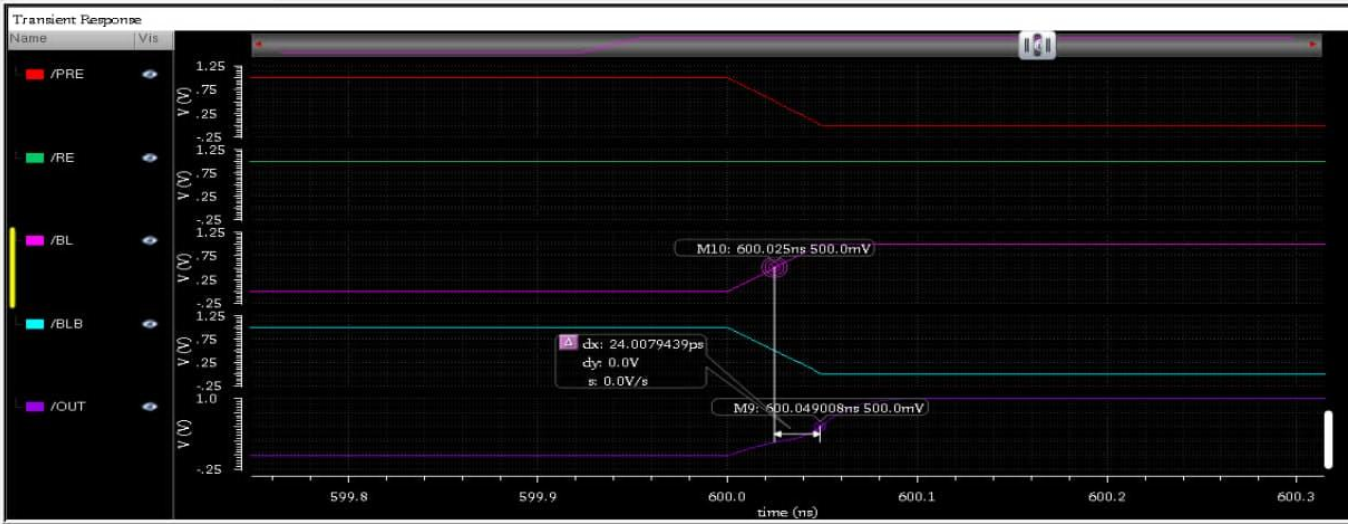 Transient Response
Name Vis
/PRE
1.25
.75
.25
-.25
V (V)
/RE
1.25
.75
.25
-.25
V (V)
/BL
1.25
.75
.25
-.25
V (V)
M10: 600.025ns 500.0mV
/BLB
1.25
.75
.25
-.25
V (V)
Δ dx: 24.0079439ps
dy: 0.0V
s: 0.0V/s
/OUT
1.0
-.25
V (V)
M9: 600.049008ns 500.0mV
599.8 599.9 600.0 600.1 600.2 600.3
time (ns)